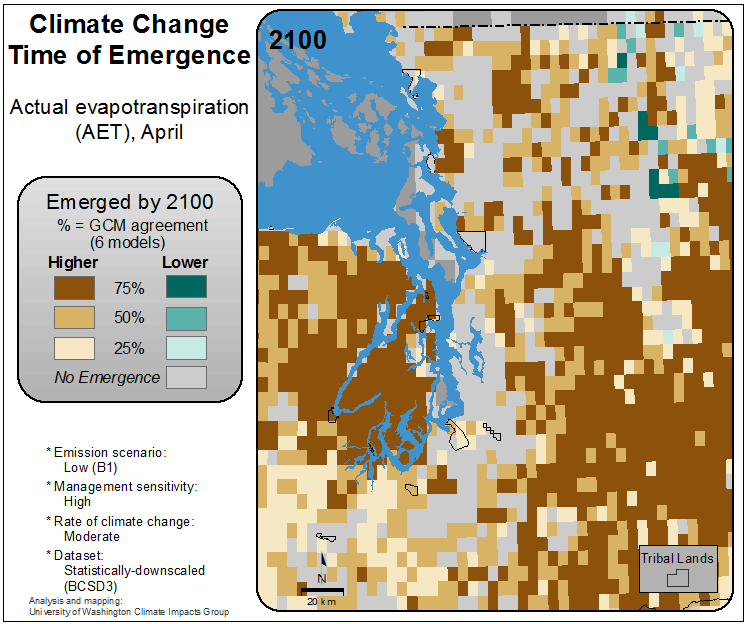 Climate Change
Time of Emergence
Actual evapotranspiration
(AET), April
Emerged by 2100
% = GCM agreement
(6 models)
Higher Lower
75%
50%
25%
No Emergence
* Emission scenario:
Low (B1)
* Management sensitivity:
High
* Rate of climate change:
Moderate
* Dataset:
Statistically-downscaled
(BCSD3)
Analysis and mapping:
University of Washington Climate Impacts Group
2100
N
20 km
Tribal Lands